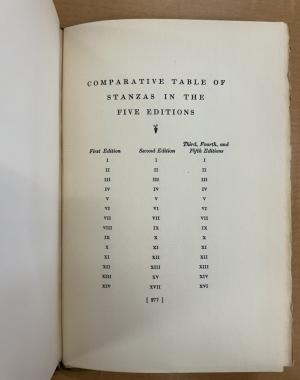 COMPARATIVE TABLE OF
STANZAS IN THE
FIVE EDITIONS
First Edition Second Edition Third, Fourth, and
Fifth Editions
I I I
II II II
III III III
IV IV IV
V V V
VI VI VI
VII VII VII
VIII IX IX
IX X X
X XI XI
XI XII XII
XII XIII XIII
XIII XV XIV
XIV XVII XVI
[ 277 ]